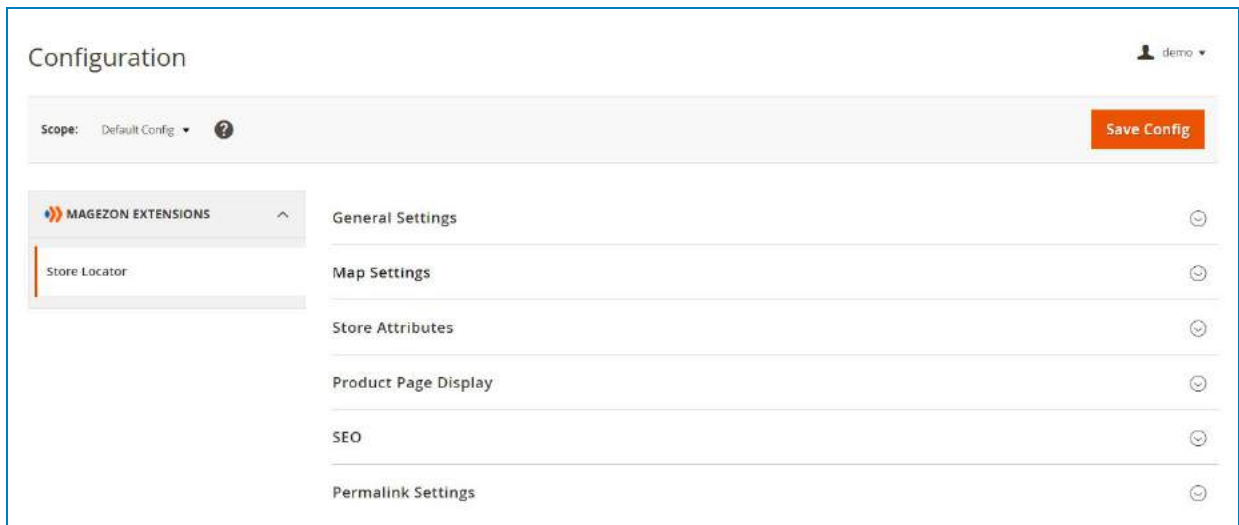 Configuration
demo
Scope: Default Config ?
Save Config
MAGEZON EXTENSIONS
Store Locator
General Settings
Map Settings
Store Attributes
Product Page Display
SEO
Permalink Settings